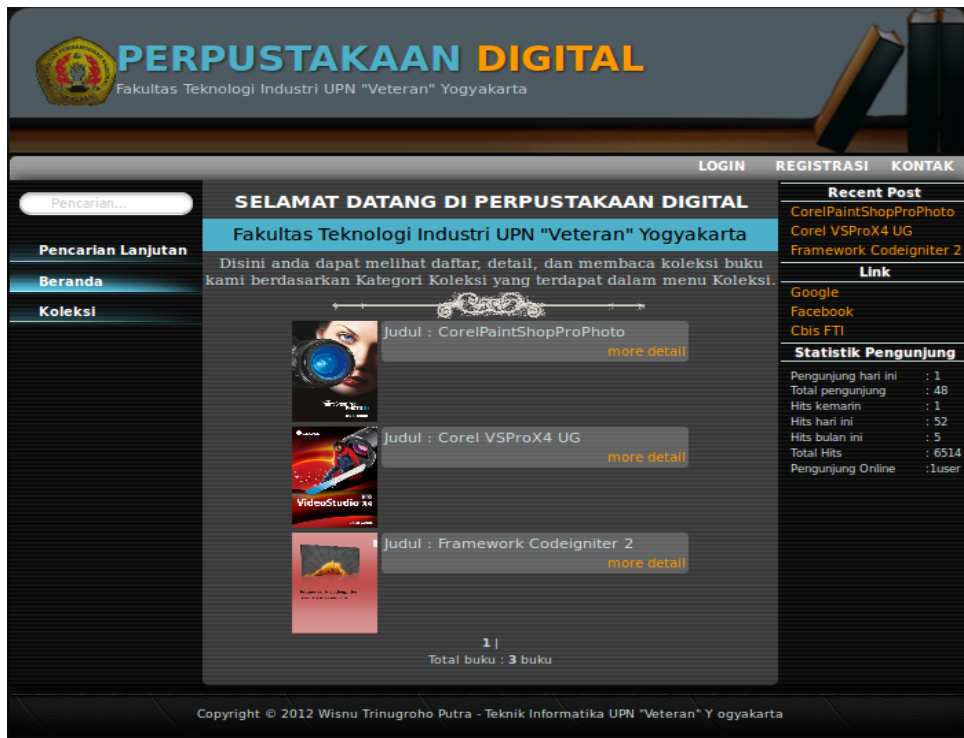 PERPUSTAKAAN DIGITAL
Fakultas Teknologi Industri UPN "Veteran" Yogyakarta
LOGIN REGISTRASI KONTAK
Pencarian...
Pencarian Lanjutan
Beranda
Koleksi
SELAMAT DATANG DI PERPUSTAKAAN DIGITAL
Fakultas Teknologi Industri UPN "Veteran" Yogyakarta
Disini anda dapat melihat daftar, detail, dan membaca koleksi buku
kami berdasarkan Kategori Koleksi yang terdapat dalam menu Koleksi.
Judul : CorelPaintShopProPhoto
more detail
Judul : Corel VSProX4 UG
more detail
VideoStudio PRO X4
Judul : Framework Codeigniter 2
more detail
1 |
Total buku : 3 buku
Recent Post
CorelPaintShopProPhoto
Corel VSProX4 UG
Framework Codeigniter 2
Link
Google
Facebook
Cbis FTI
Statistik Pengunjung
Pengunjung hari ini : 1
Total pengunjung : 48
Hits kemarin : 1
Hits hari ini : 52
Hits bulan ini : 5
Total Hits : 6514
Pengunjung Online :1user
Copyright © 2012 Wisnu Trinugroho Putra - Teknik Informatika UPN "Veteran" Y ogyakarta